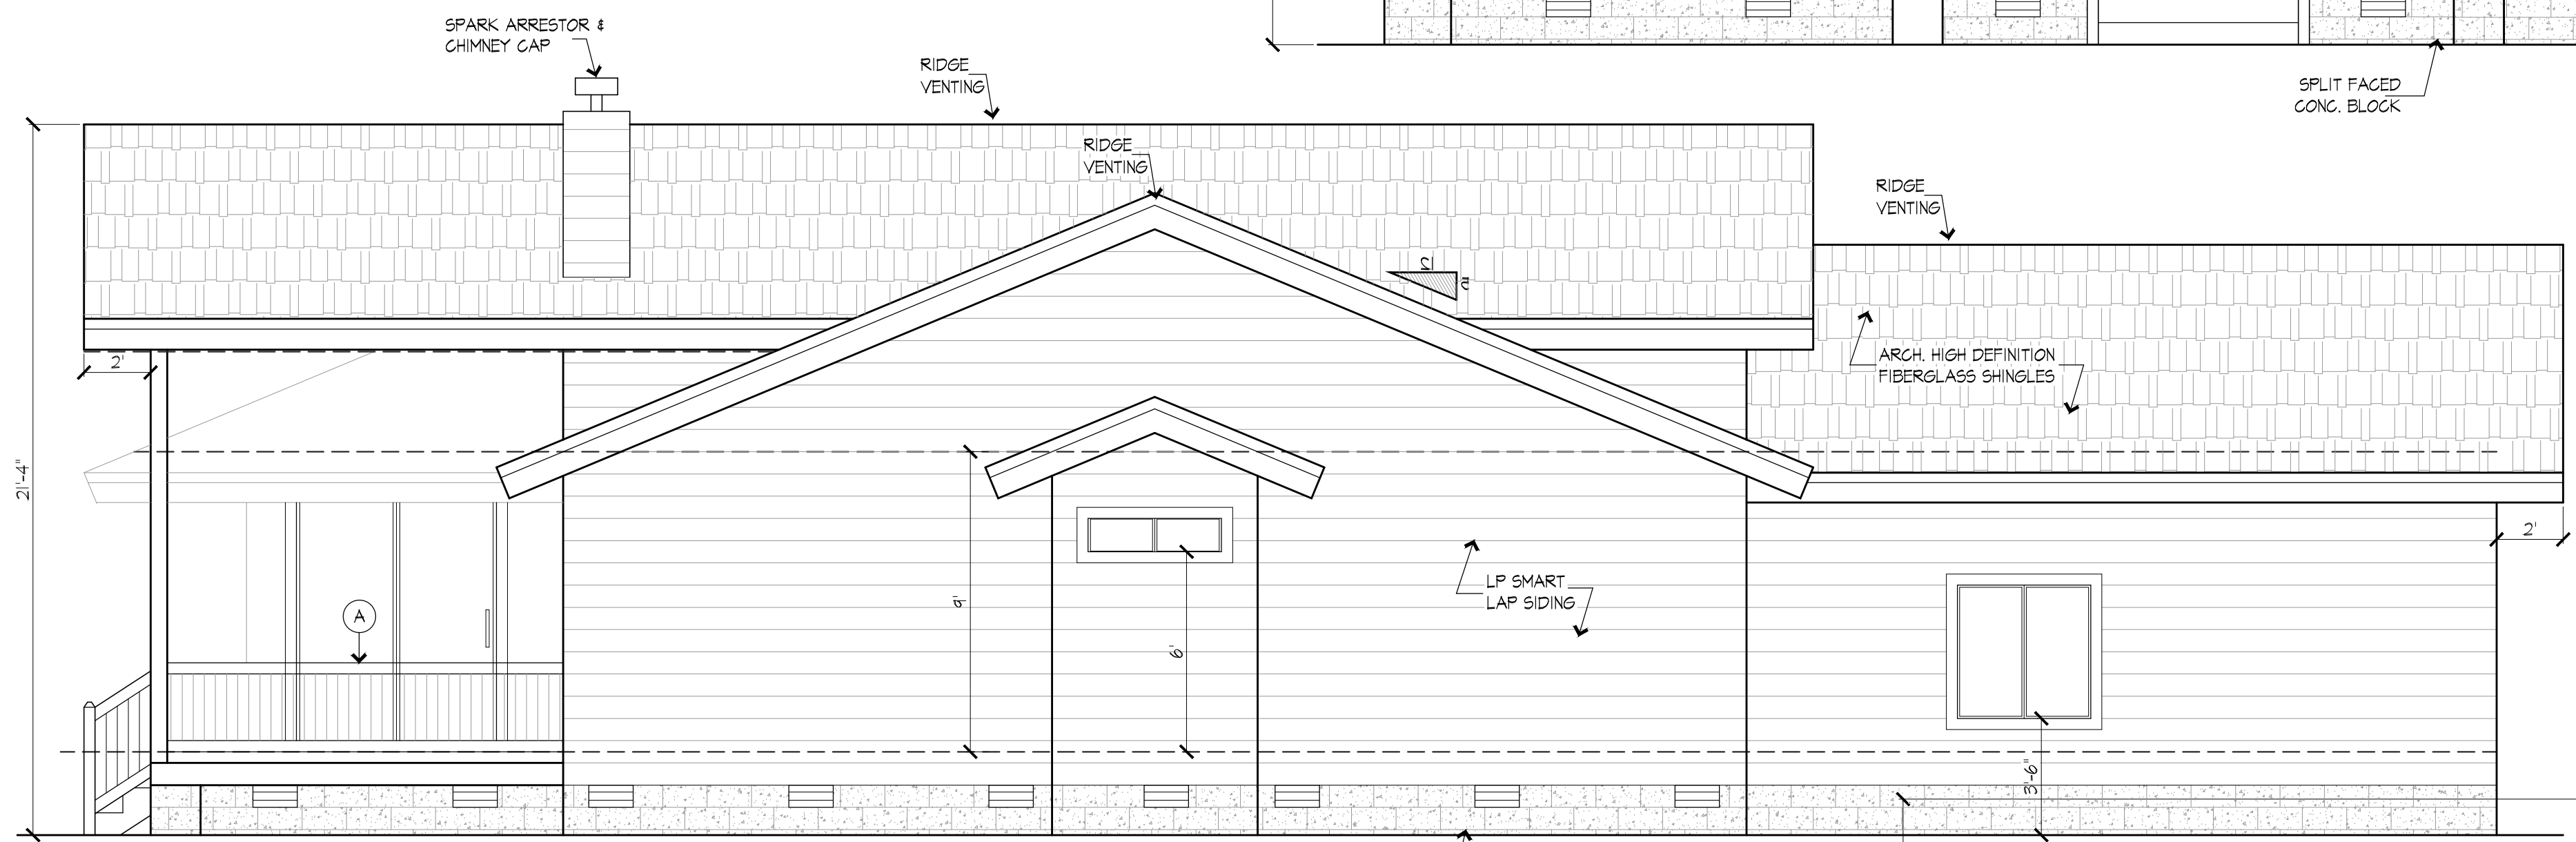 SPARK ARRESTOR &
CHIMNEY CAP
RIDGE
VENTING
SPLIT FACED
CONC. BLOCK
RIDGE
VENTING
RIDGE
VENTING
12
5
ARCH. HIGH DEFINITION
FIBERGLASS SHINGLES
2'
21'-4"
2'
LP SMART
LAP SIDING
9'
A
6'
3'-6"